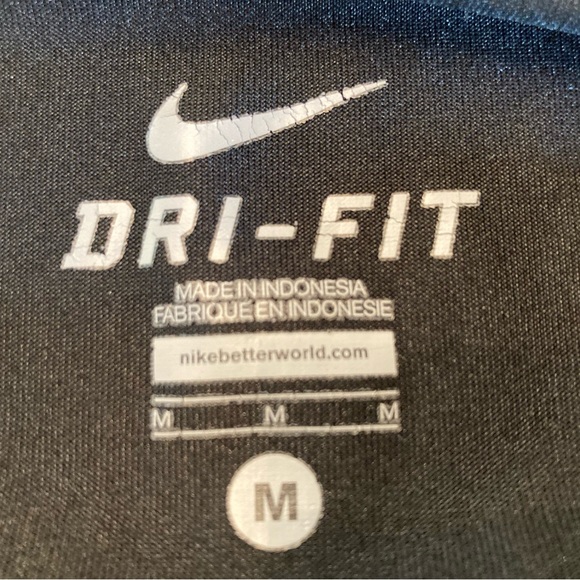 DRI-FIT
MADE IN INDONESIA
FABRIQUÉ EN INDONESIE
nikebetterworld.com
M M M
M